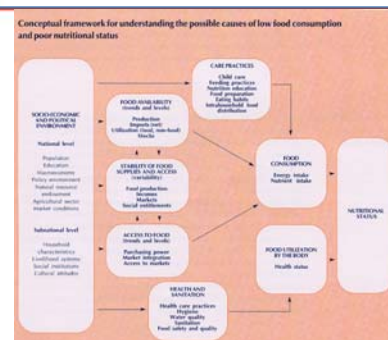 Conceptual framework for understanding the possible causes of low food consumption
and poor nutritional status
SOCIO-ECONOMIC
AND POLITICAL
ENVIRONMENT
National level
Population
Education
Macroeconomy
Policy environment
Natural resource
endowment
Agricultural sector
market conditions
Subnational level
Household
characteristics
Livelihood systems
Social institutions
Cultural attitudes
FOOD AVAILABILITY
(trends and levels)
Production
Imports (net)
Utilization (food, non-food)
Stocks
STABILITY OF FOOD
SUPPLIES AND ACCESS
(variability)
Food production
Incomes
Markets
Social entitlements
ACCESS TO FOOD
(trends and levels)
Purchasing power
Market integration
Access to markets
CARE PRACTICES
Child care
Feeding practices
Nutrition education
Food preparation
Eating habits
Intrahousehold food
distribution
HEALTH AND
SANITATION
Health care practices
Hygiene
Water quality
Sanitation
Food safety and quality
FOOD
CONSUMPTION
Energy intake
Nutrient intake
FOOD UTILIZATION
BY THE BODY
Health status
NUTRITIONAL
STATUS